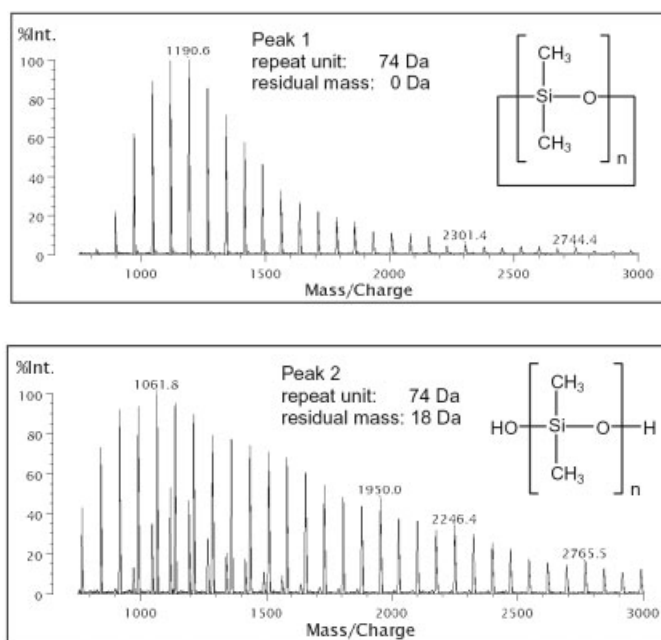 %Int.
1190.6
Peak 1
repeat unit: 74 Da
residual mass: 0 Da
CH3
Si
O
CH3
n
100
80
60
40
20
0
2301.4
2744.4
1000
1500
2000
2500
3000
Mass/Charge
%Int.
1061.8
Peak 2
repeat unit: 74 Da
residual mass: 18 Da
CH3
HO
Si
O
H
CH3
n
100
80
60
40
20
0
1950.0
2246.4
2765.5
1000
1500
2000
2500
3000
Mass/Charge